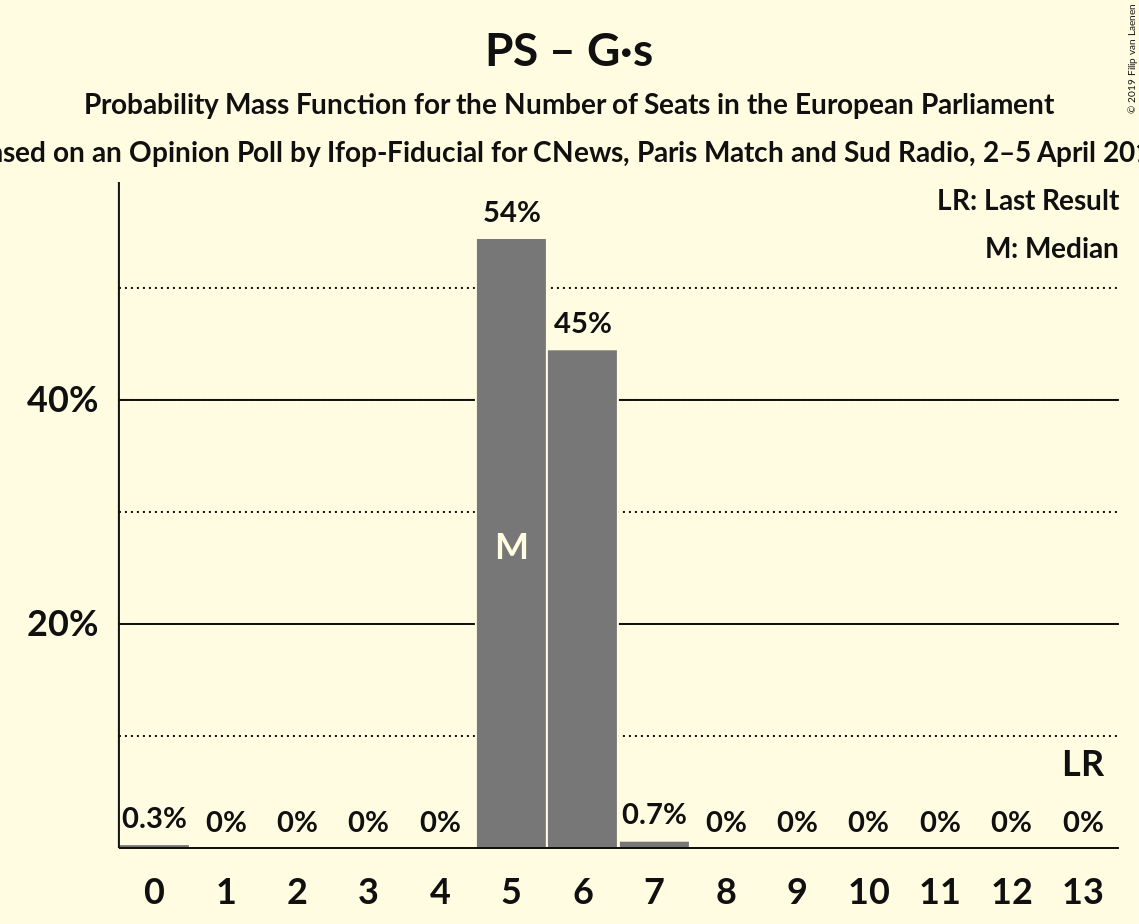 PS – G·s
Probability Mass Function for the Number of Seats in the European Parliament
on an Opinion Poll by Ifop-Fiducial for CNews, Paris Match and Sud Radio, 2–5 April
© 2019 Filip van Laenen
LR: Last Result
M: Median
54%
45%
40%
M
20%
LR
0.3% 0% 0% 0% 0% 0.7% 0% 0% 0% 0% 0% 0%
0 1 2 3 4 5 6 7 8 9 10 11 12 13